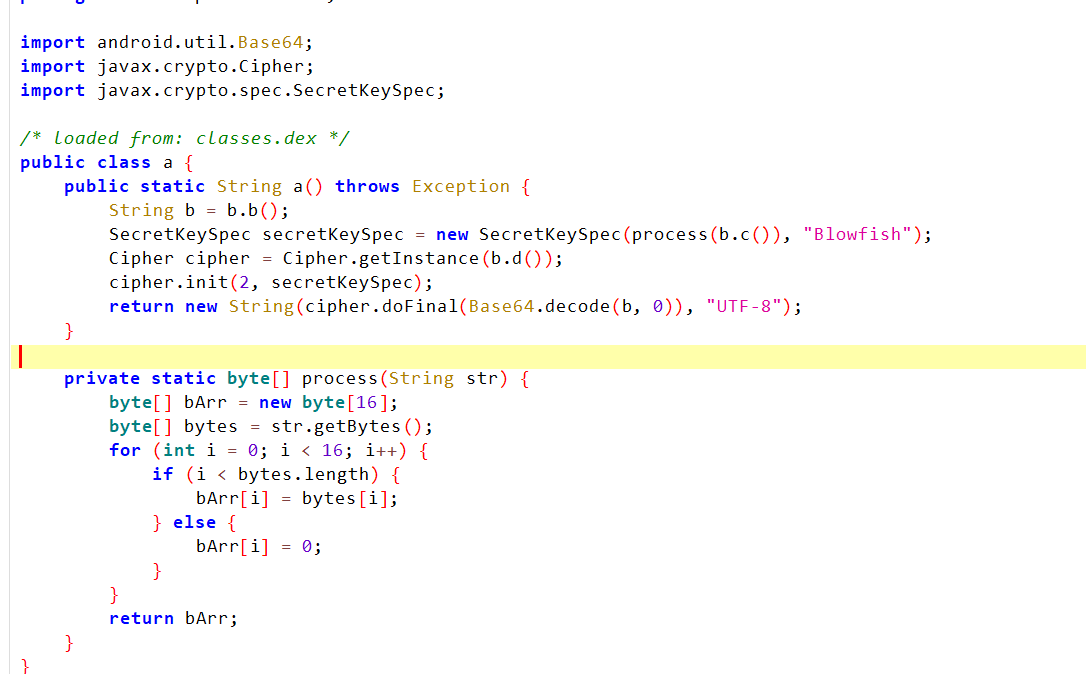 import android.util.Base64;
import javax.crypto.Cipher;
import javax.crypto.spec.SecretKeySpec;
/* loaded from: classes.dex */
public class a {
    public static String a() throws Exception {
        String b = b.b();
        SecretKeySpec secretKeySpec = new SecretKeySpec(process(b.c()), "Blowfish");
        Cipher cipher = Cipher.getInstance(b.d());
        cipher.init(2, secretKeySpec);
        return new String(cipher.doFinal(Base64.decode(b, 0)), "UTF-8");
    }
    private static byte[] process(String str) {
        byte[] bArr = new byte[16];
        byte[] bytes = str.getBytes();
        for (int i = 0; i < 16; i++) {
            if (i < bytes.length) {
                bArr[i] = bytes[i];
            } else {
                bArr[i] = 0;
            }
        }
        return bArr;
    }
}